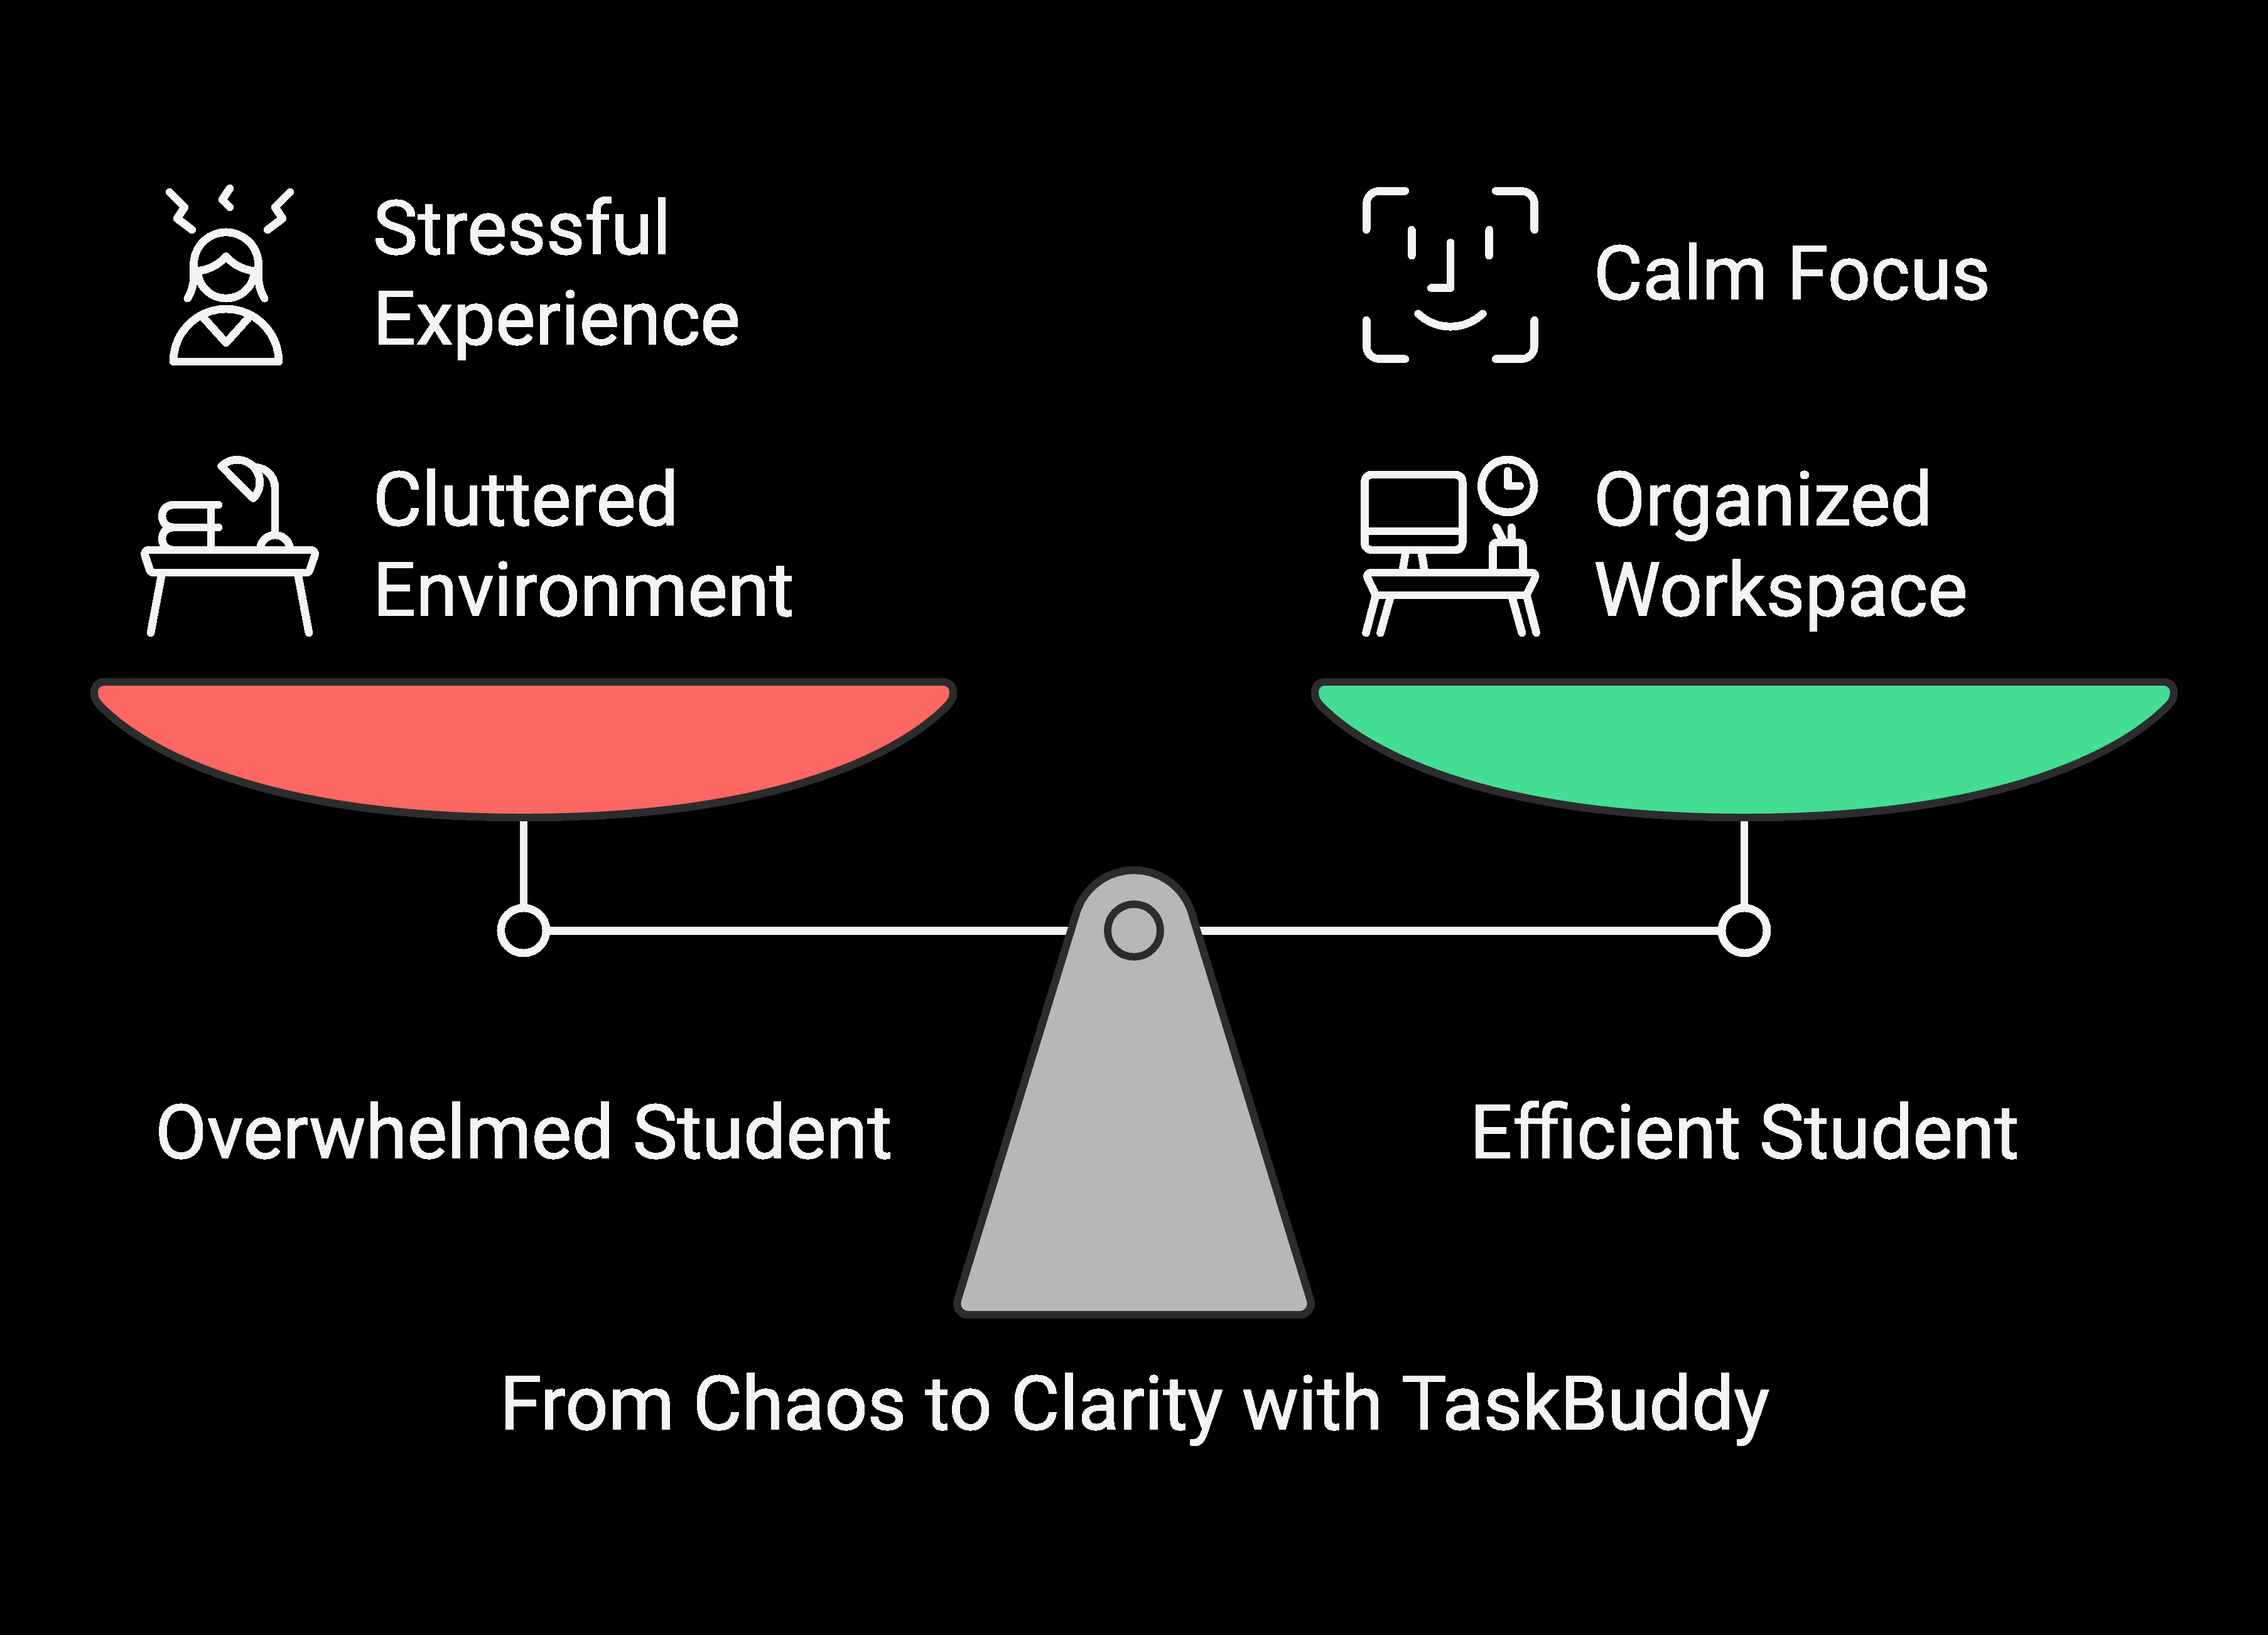 Stressful
Experience
Cluttered
Environment
Calm Focus
Organized
Workspace
Overwhelmed Student
Efficient Student
From Chaos to Clarity with TaskBuddy